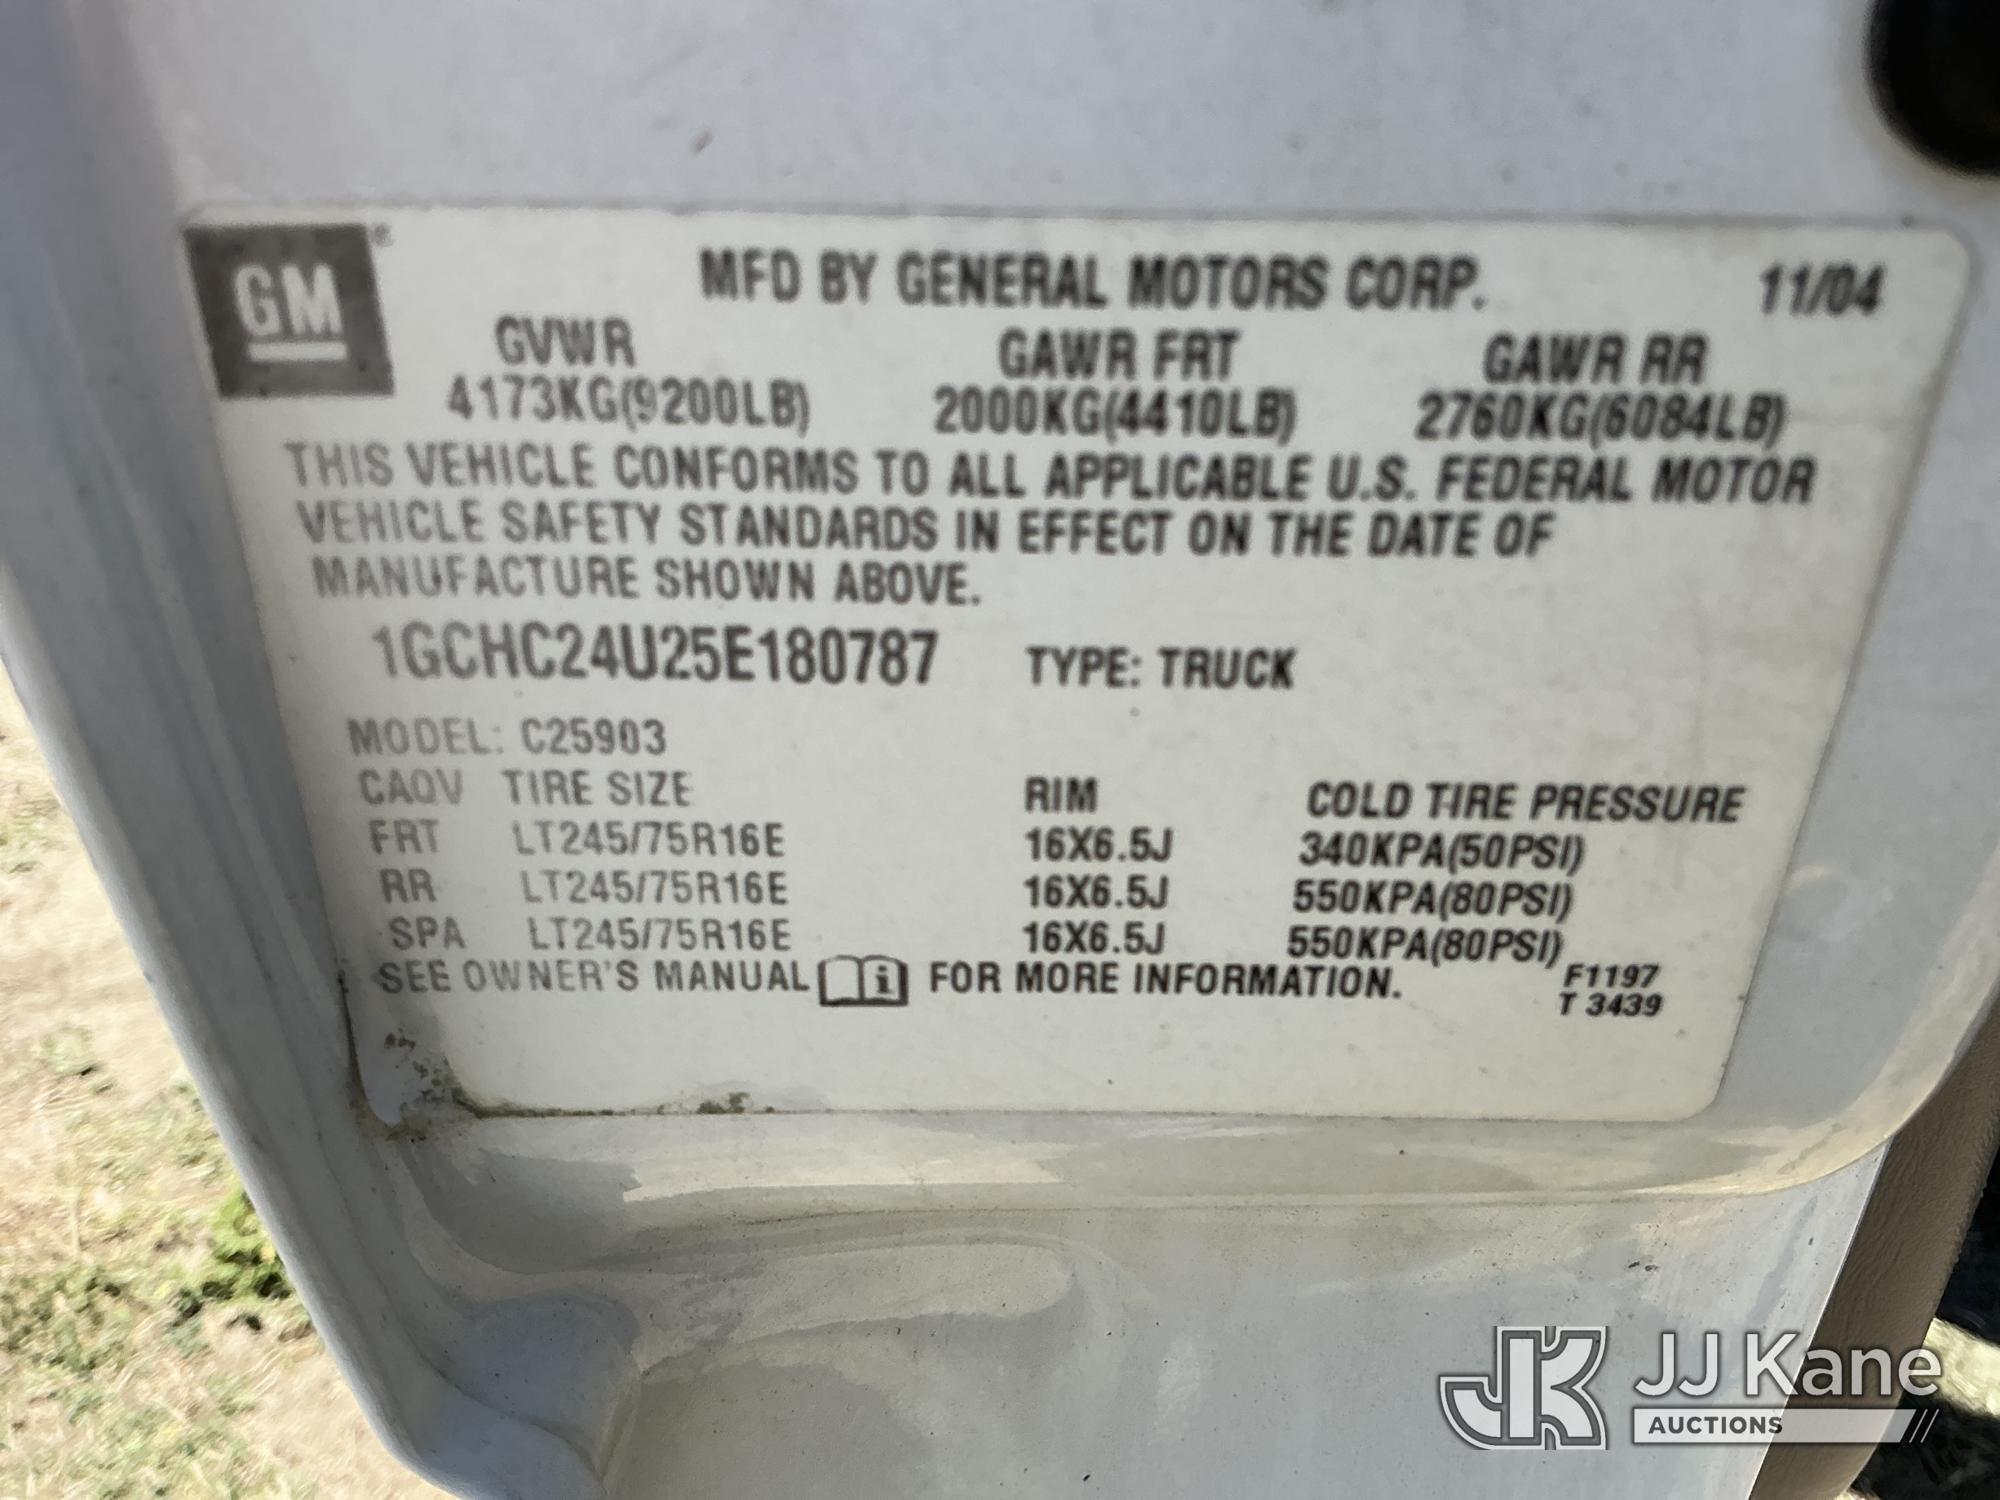 GM
MFD BY GENERAL MOTORS CORP. 11/04
GVWR GAWR FRT GAWR RR
4173KG(9200LB) 2000KG(4410LB) 2760KG(6084LB)
THIS VEHICLE CONFORMS TO ALL APPLICABLE U.S. FEDERAL MOTOR
VEHICLE SAFETY STANDARDS IN EFFECT ON THE DATE OF
MANUFACTURE SHOWN ABOVE.
1GCHC24U25E180787 TYPE: TRUCK
MODEL: C25903
CAQV TIRE SIZE RIM COLD TIRE PRESSURE
FRT LT245/75R16E 16X6.5J 340KPA(50PSI)
RR LT245/75R16E 16X6.5J 550KPA(80PSI)
SPA LT245/75R16E 16X6.5J 550KPA(80PSI)
SEE OWNER'S MANUAL i FOR MORE INFORMATION. F1197
T 3439
JK JJ Kane
AUCTIONS